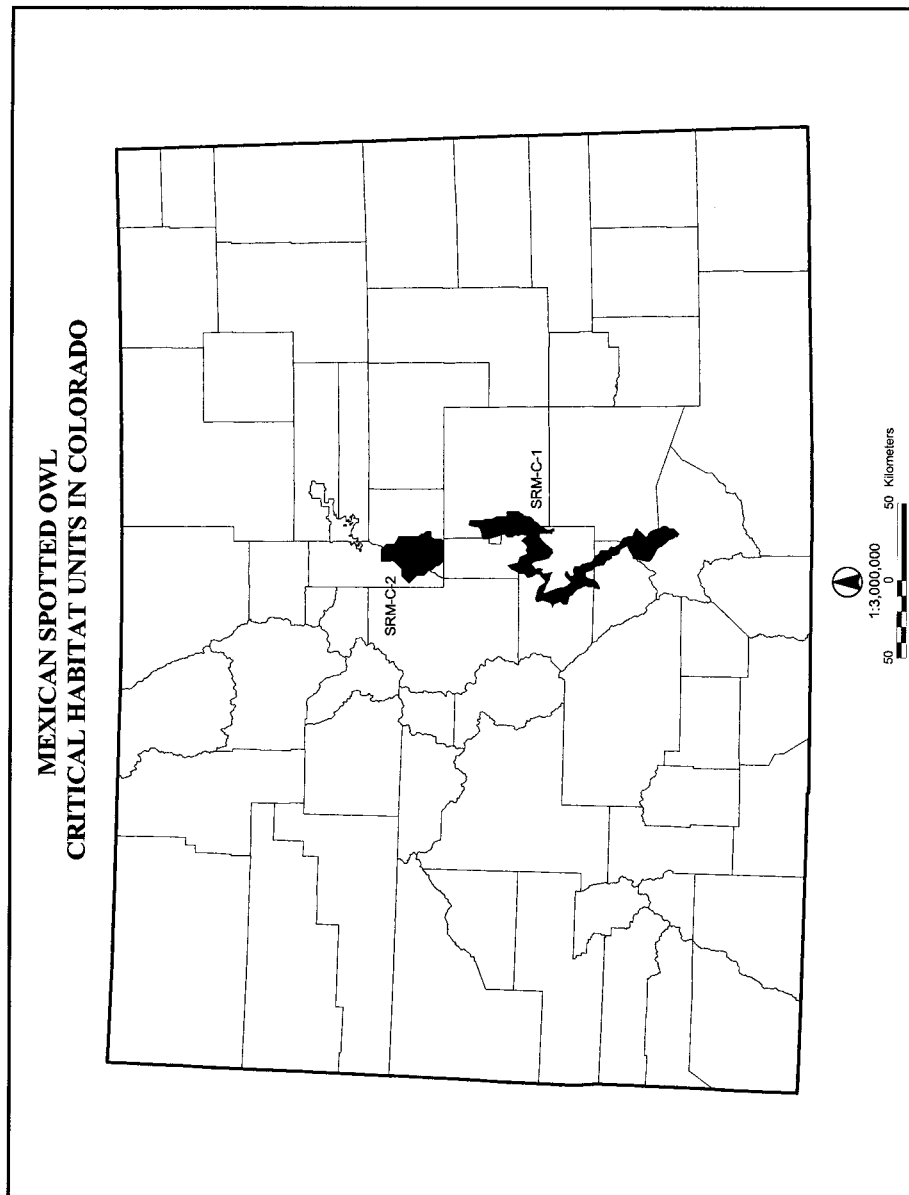 MEXICAN SPOTTED OWL
CRITICAL HABITAT UNITS IN COLORADO
SRM-C-2
SRM-C-1
1:3,000,000
50 0 50 Kilometers